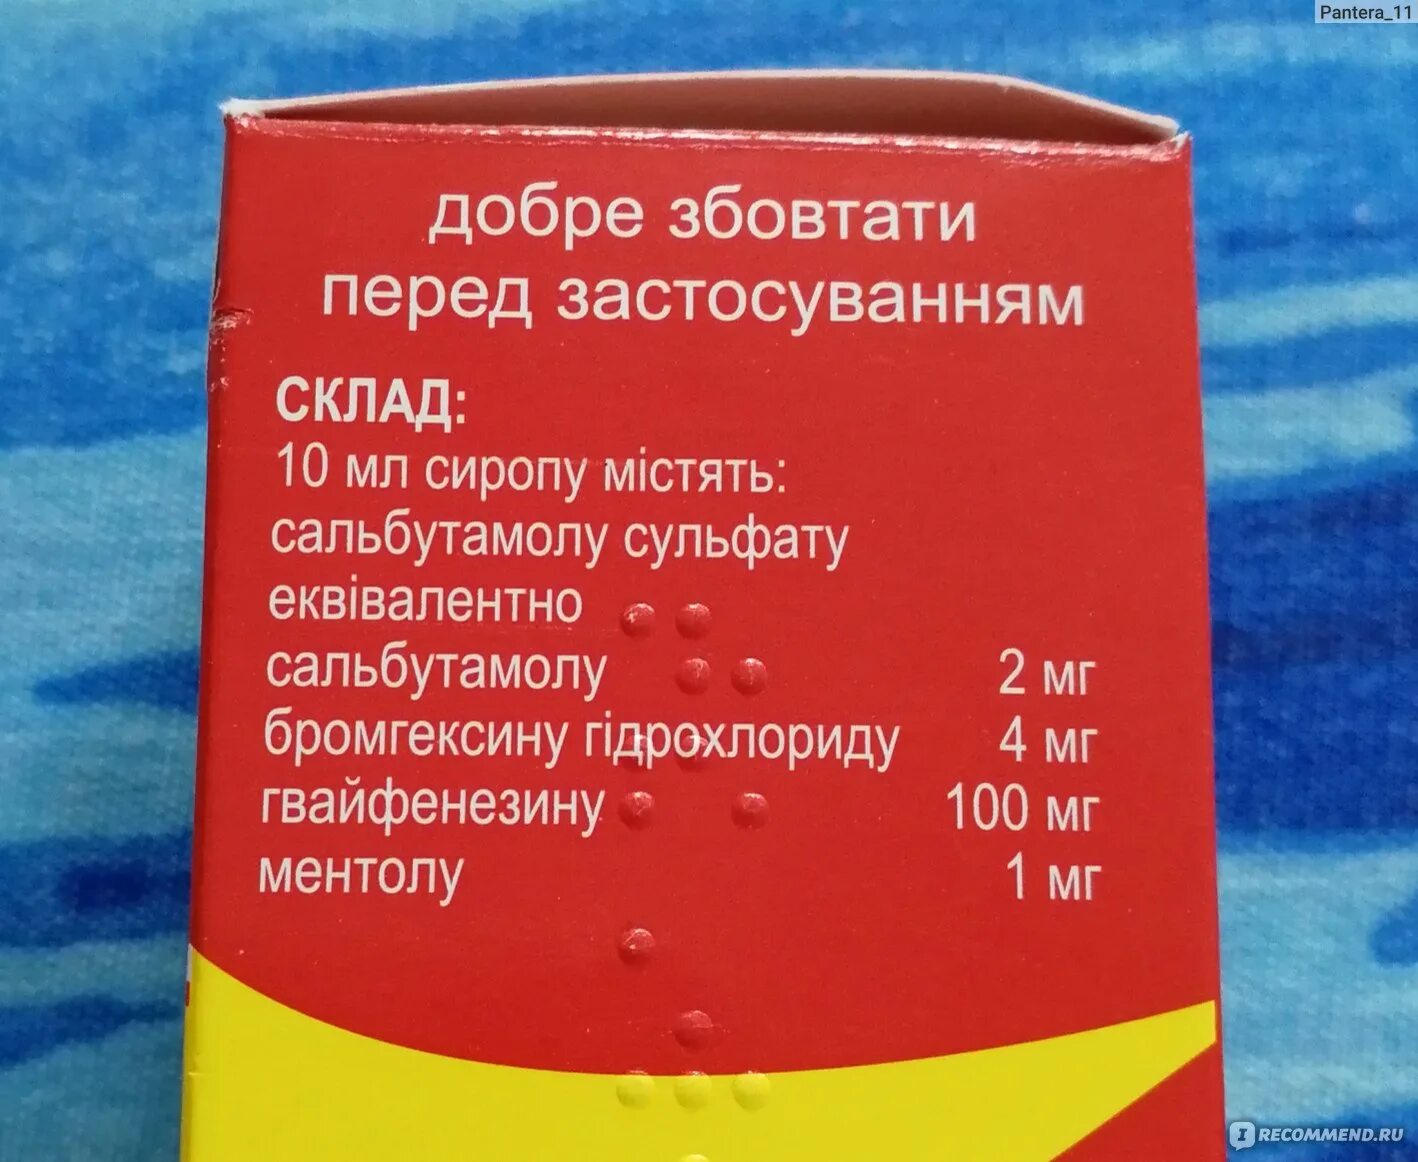 Pantera_11
добре збовтати
перед застосуванням
СКЛАД:
10 мл сиропу містять:
сальбутамолу сульфату
еквівалентно
сальбутамолу 2 мг
бромгексину гідрохлориду 4 мг
гвайфенезину 100 мг
ментолу 1 мг
I RECOMMEND.RU